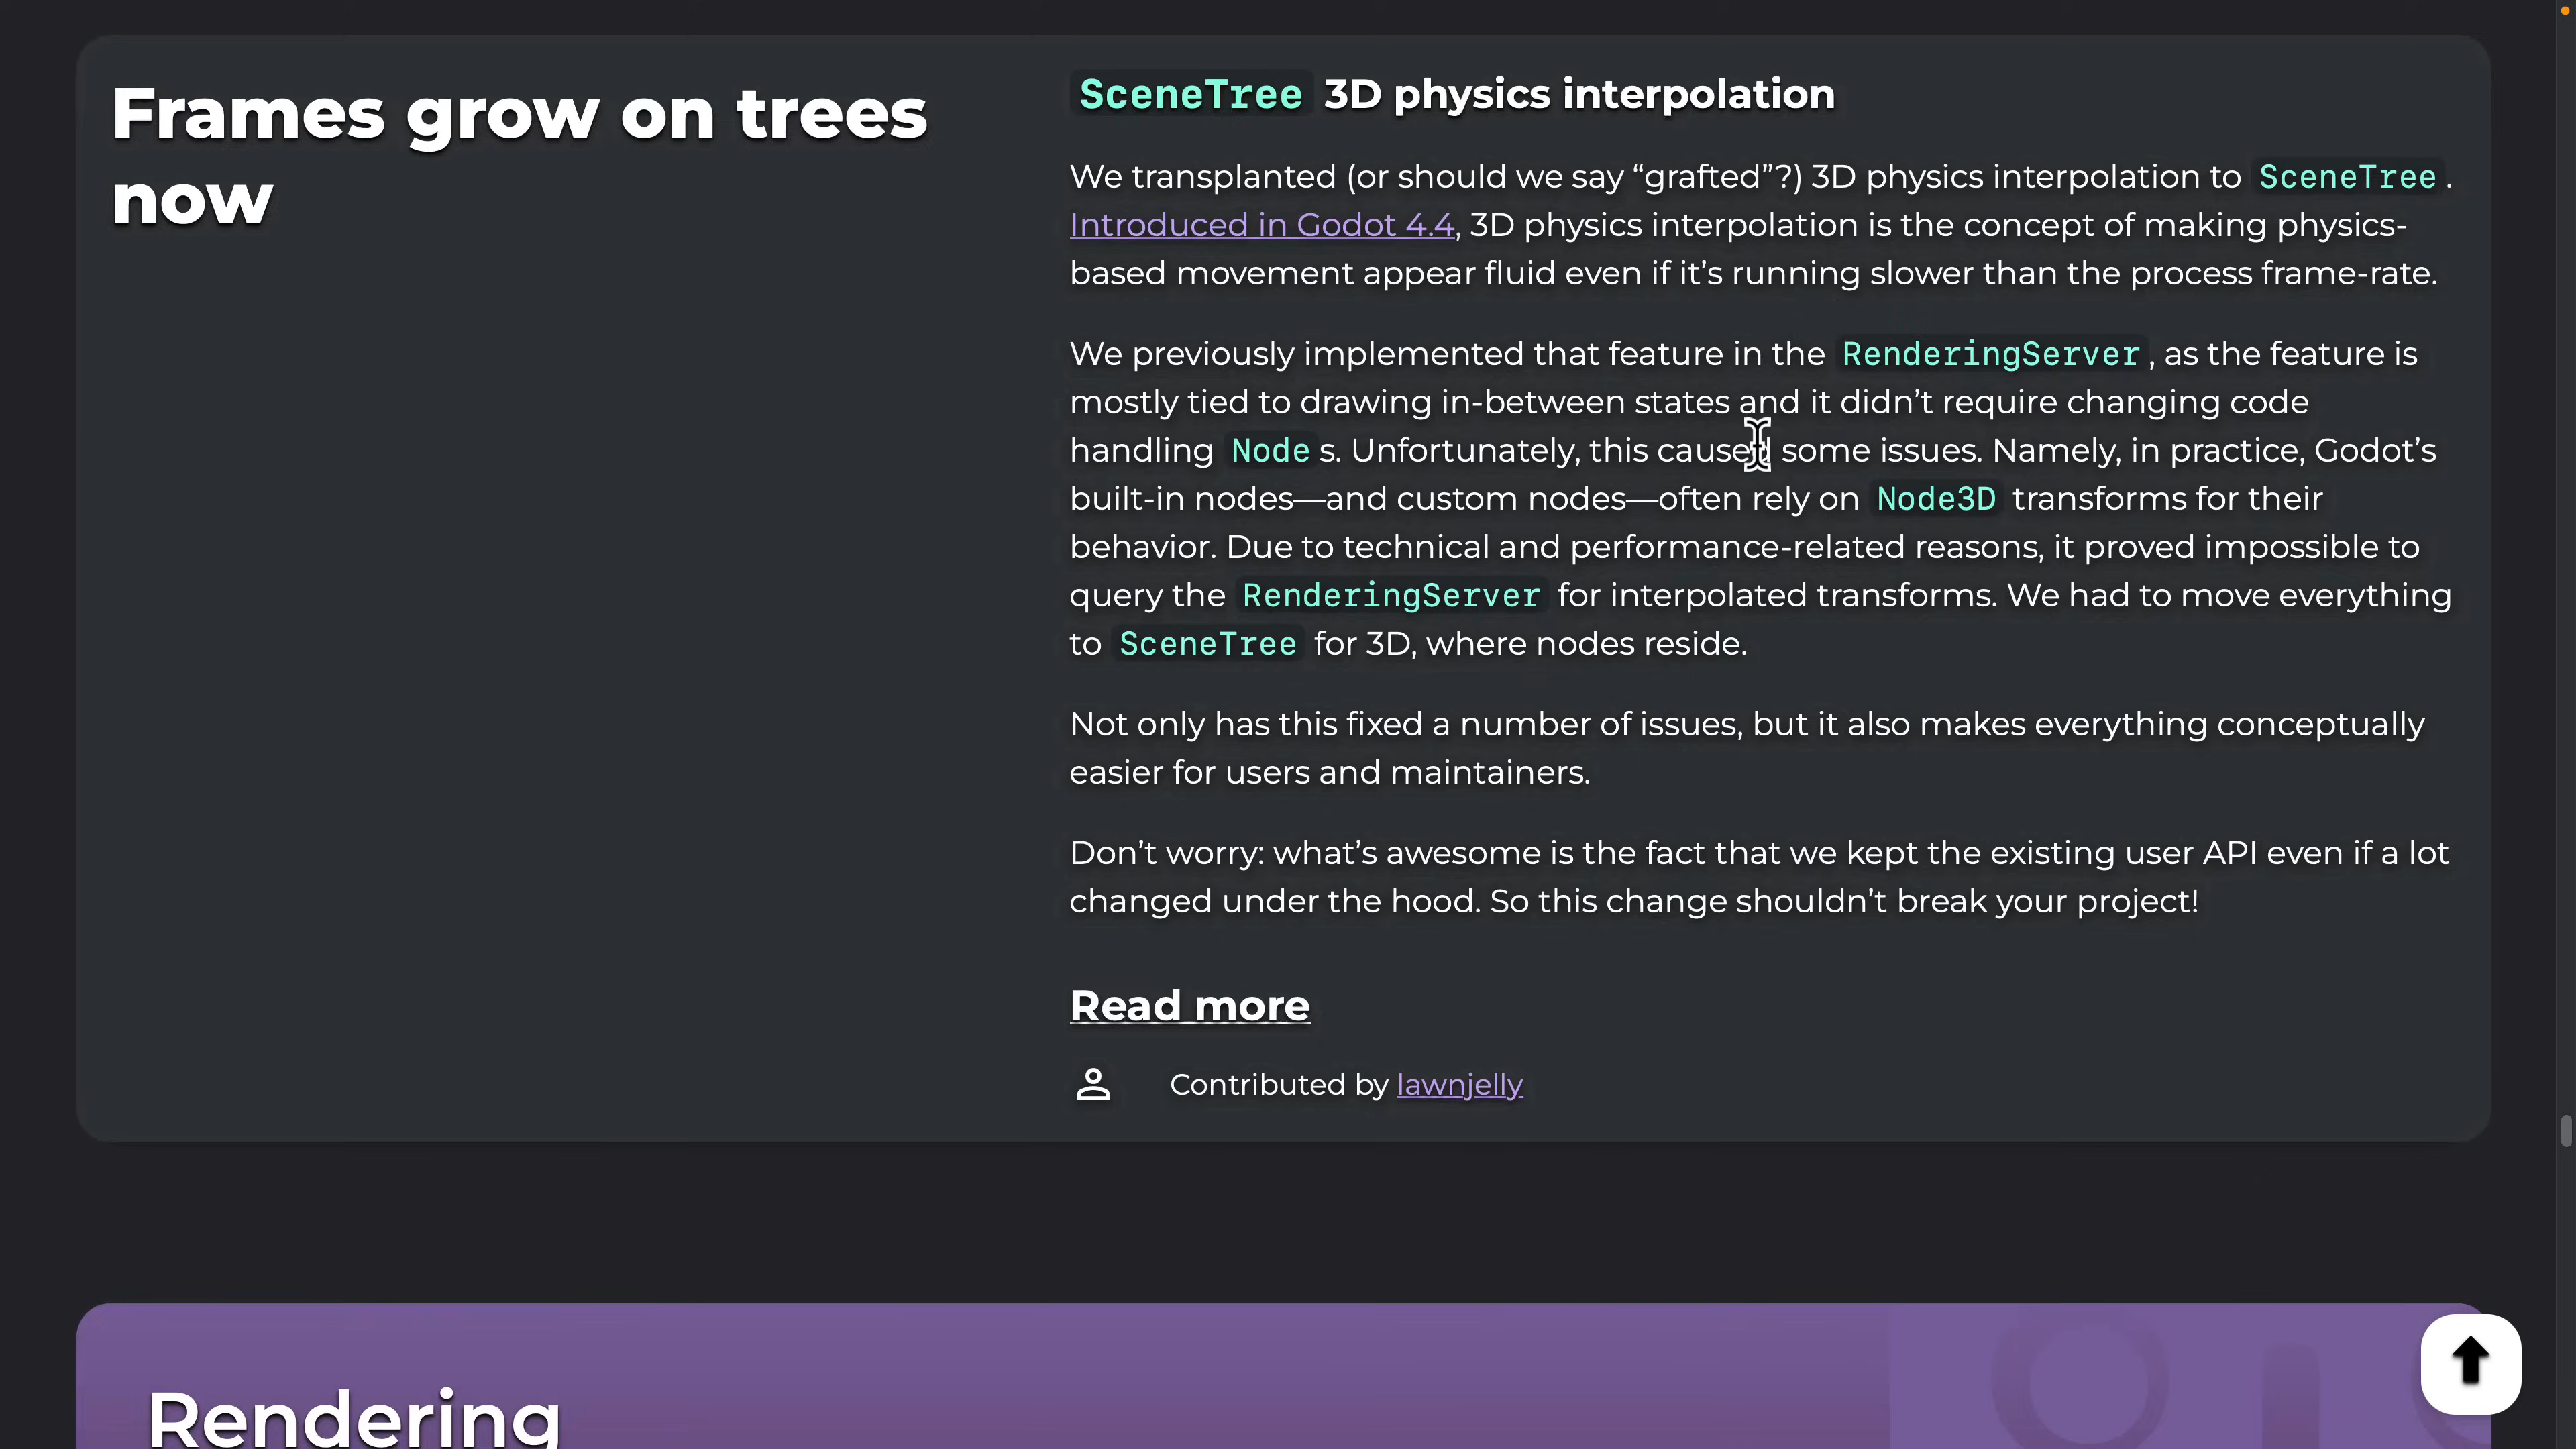 Frames grow on trees
now
SceneTree 3D physics interpolation
We transplanted (or should we say “grafted”?) 3D physics interpolation to SceneTree.
Introduced in Godot 4.4, 3D physics interpolation is the concept of making physics-
based movement appear fluid even if it’s running slower than the process frame-rate.
We previously implemented that feature in the RenderingServer, as the feature is
mostly tied to drawing in-between states and it didn’t require changing code
handling Nodes. Unfortunately, this caused some issues. Namely, in practice, Godot’s
built-in nodes—and custom nodes—often rely on Node3D transforms for their
behavior. Due to technical and performance-related reasons, it proved impossible to
query the RenderingServer for interpolated transforms. We had to move everything
to SceneTree for 3D, where nodes reside.
Not only has this fixed a number of issues, but it also makes everything conceptually
easier for users and maintainers.
Don’t worry: what’s awesome is the fact that we kept the existing user API even if a lot
changed under the hood. So this change shouldn’t break your project!
Read more
Contributed by lawnjelly
Rendering